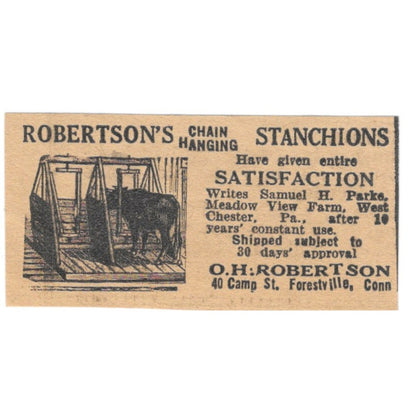 ROBERTSON'S CHAIN HANGING STANCHIONS
Have given entire
SATISFACTION
Writes Samuel H. Parke,
Meadow View Farm, West
Chester, Pa., after 10
years' constant use.
Shipped subject to
30 days' approval
O.H. ROBERTSON
40 Camp St. Forestville, Conn